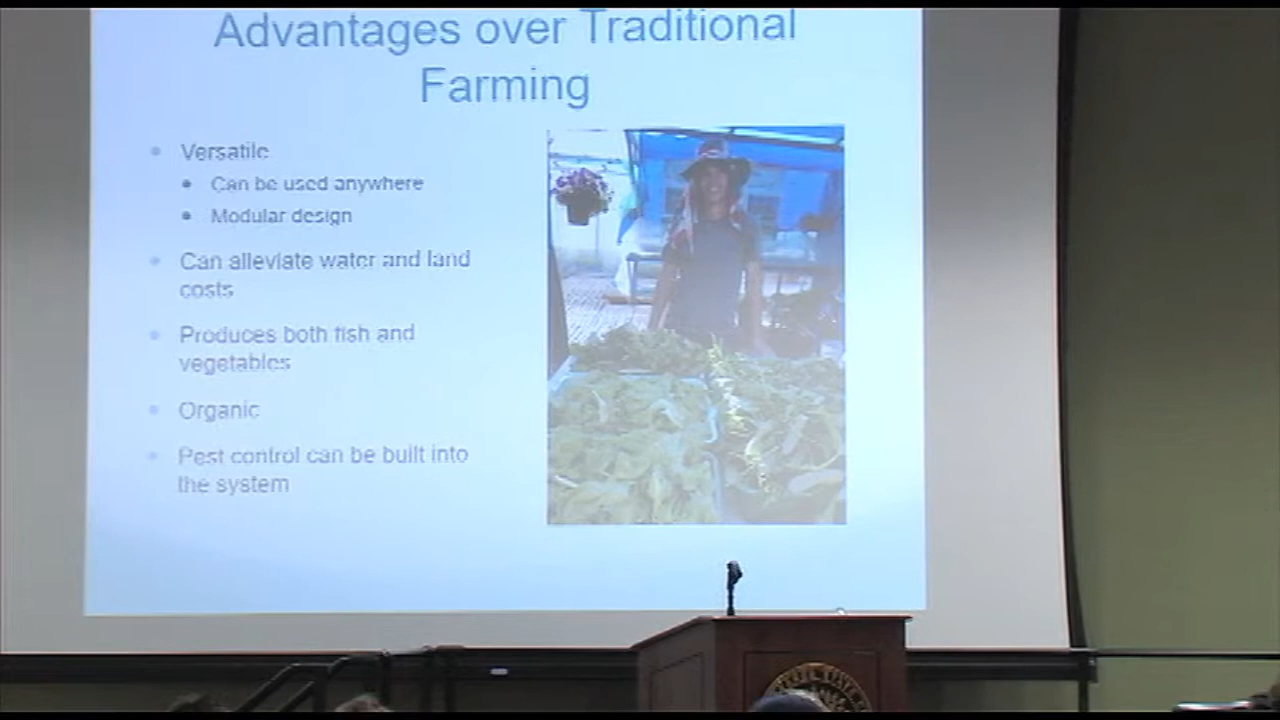 Advantages over Traditional
Farming
Versatile
Can be used anywhere
Modular design
Can alleviate water and land
costs
Produces both fish and
vegetables
Organic
Pest control can be built into
the system